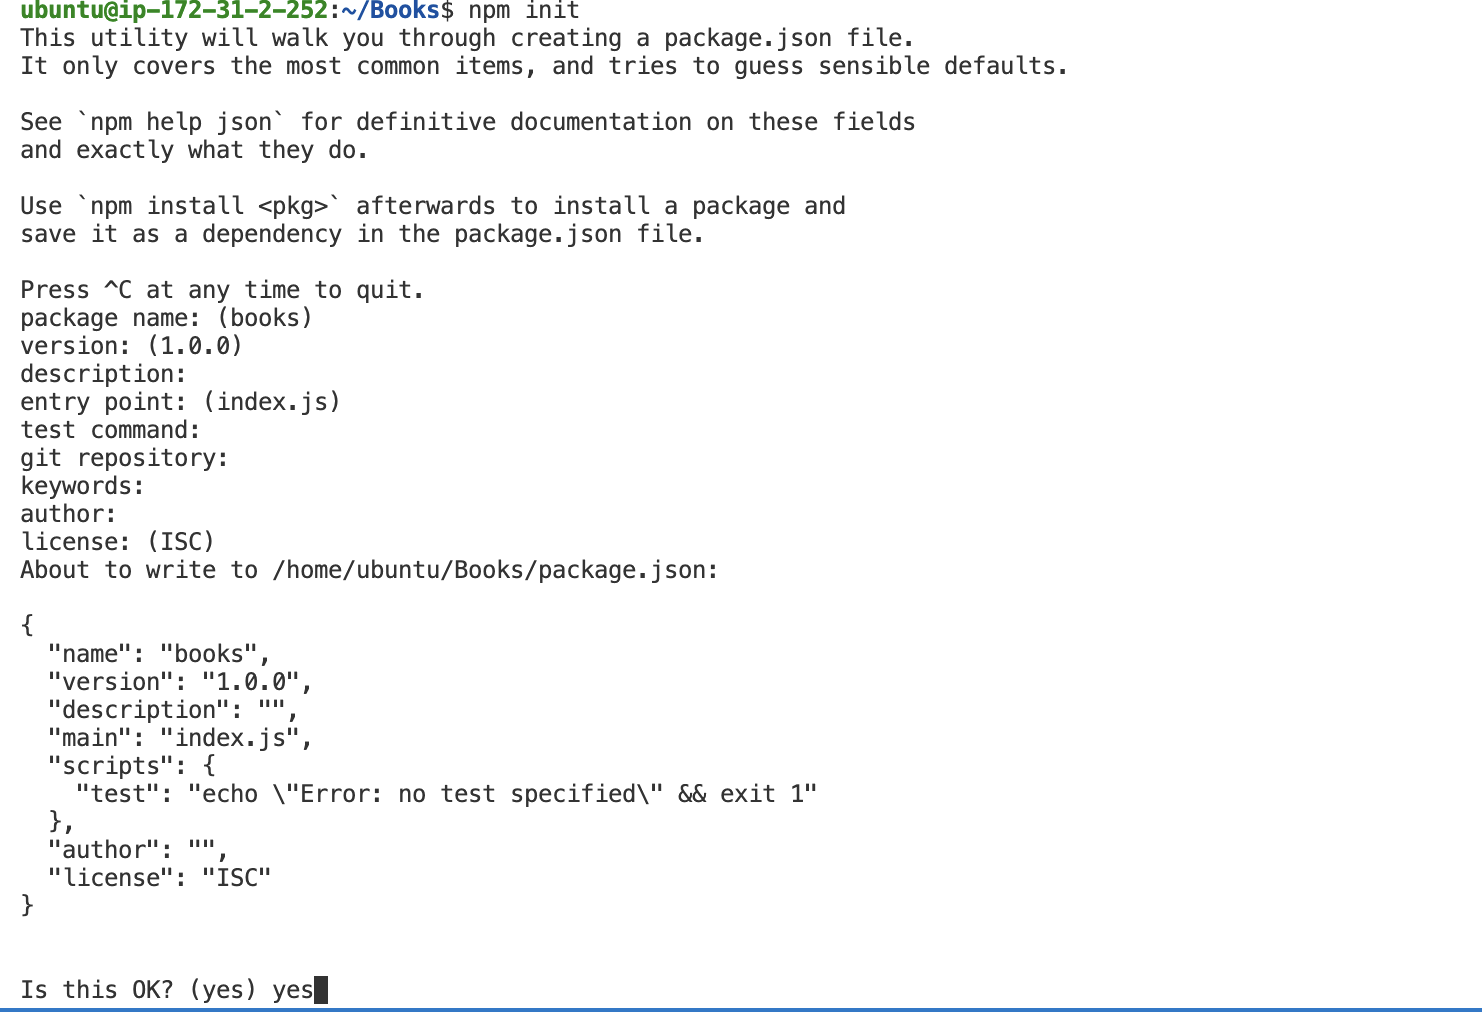 ubuntu@ip-172-31-2-252:~/Books$ npm init
This utility will walk you through creating a package.json file.
It only covers the most common items, and tries to guess sensible defaults.
See `npm help json` for definitive documentation on these fields
and exactly what they do.
Use `npm install <pkg>` afterwards to install a package and
save it as a dependency in the package.json file.
Press ^C at any time to quit.
package name: (books)
version: (1.0.0)
description:
entry point: (index.js)
test command:
git repository:
keywords:
author:
license: (ISC)
About to write to /home/ubuntu/Books/package.json:
{
  "name": "books",
  "version": "1.0.0",
  "description": "",
  "main": "index.js",
  "scripts": {
    "test": "echo \"Error: no test specified\" && exit 1"
  },
  "author": "",
  "license": "ISC"
}
Is this OK? (yes) yes